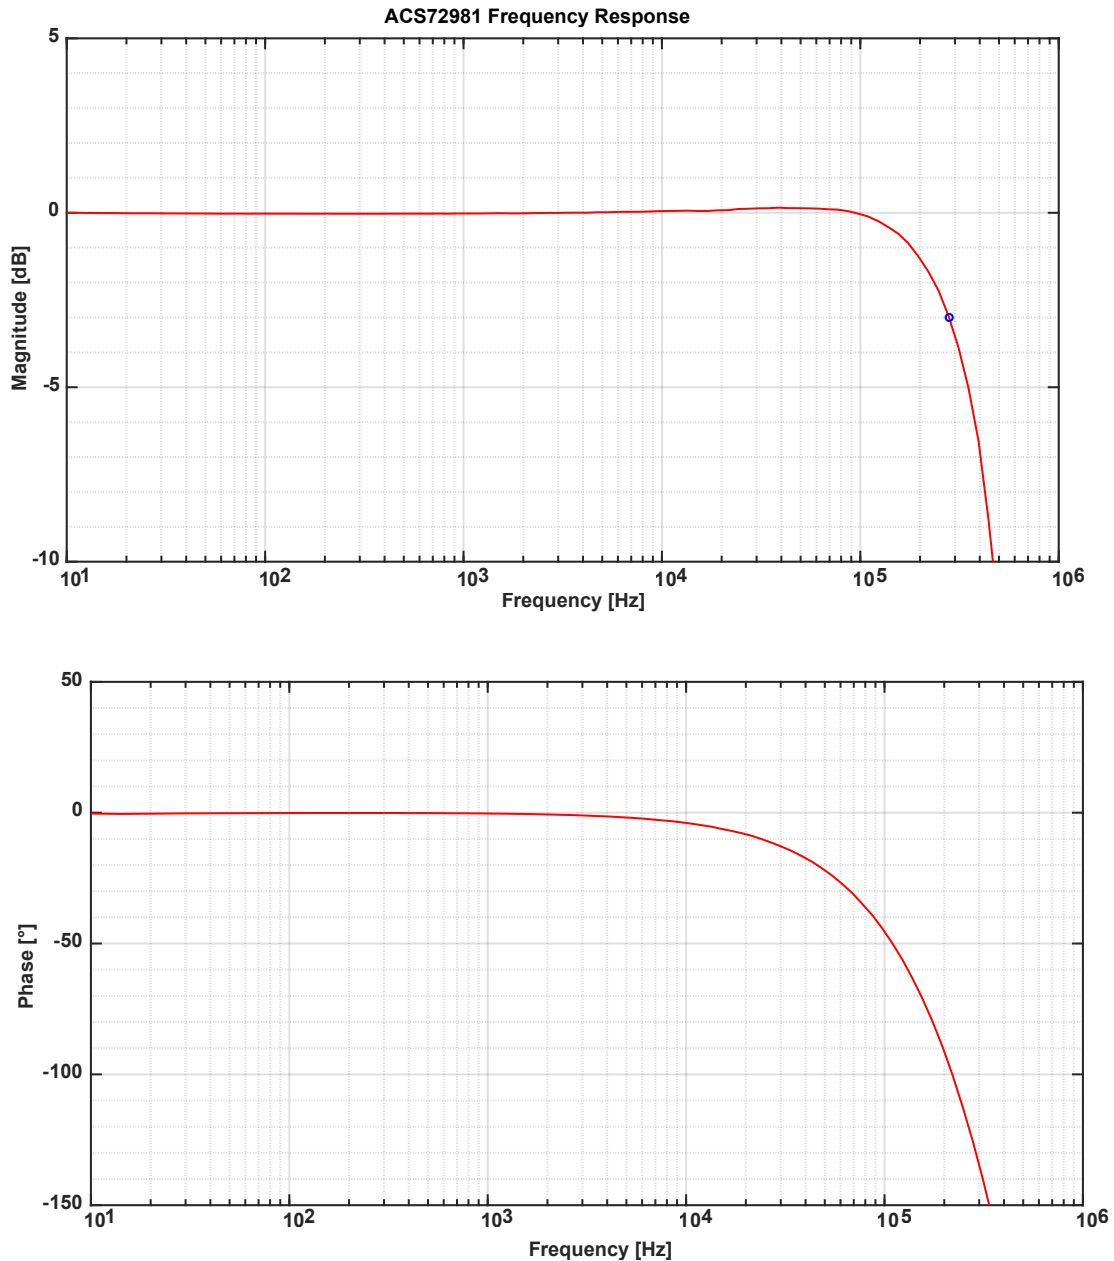 ACS72981 Frequency Response
Magnitude [dB]
5
0
-5
-10
10¹ 10² 10³ 10⁴ 10⁵ 10⁶
Frequency [Hz]
Phase [°]
50
0
-50
-100
-150
10¹ 10² 10³ 10⁴ 10⁵ 10⁶
Frequency [Hz]